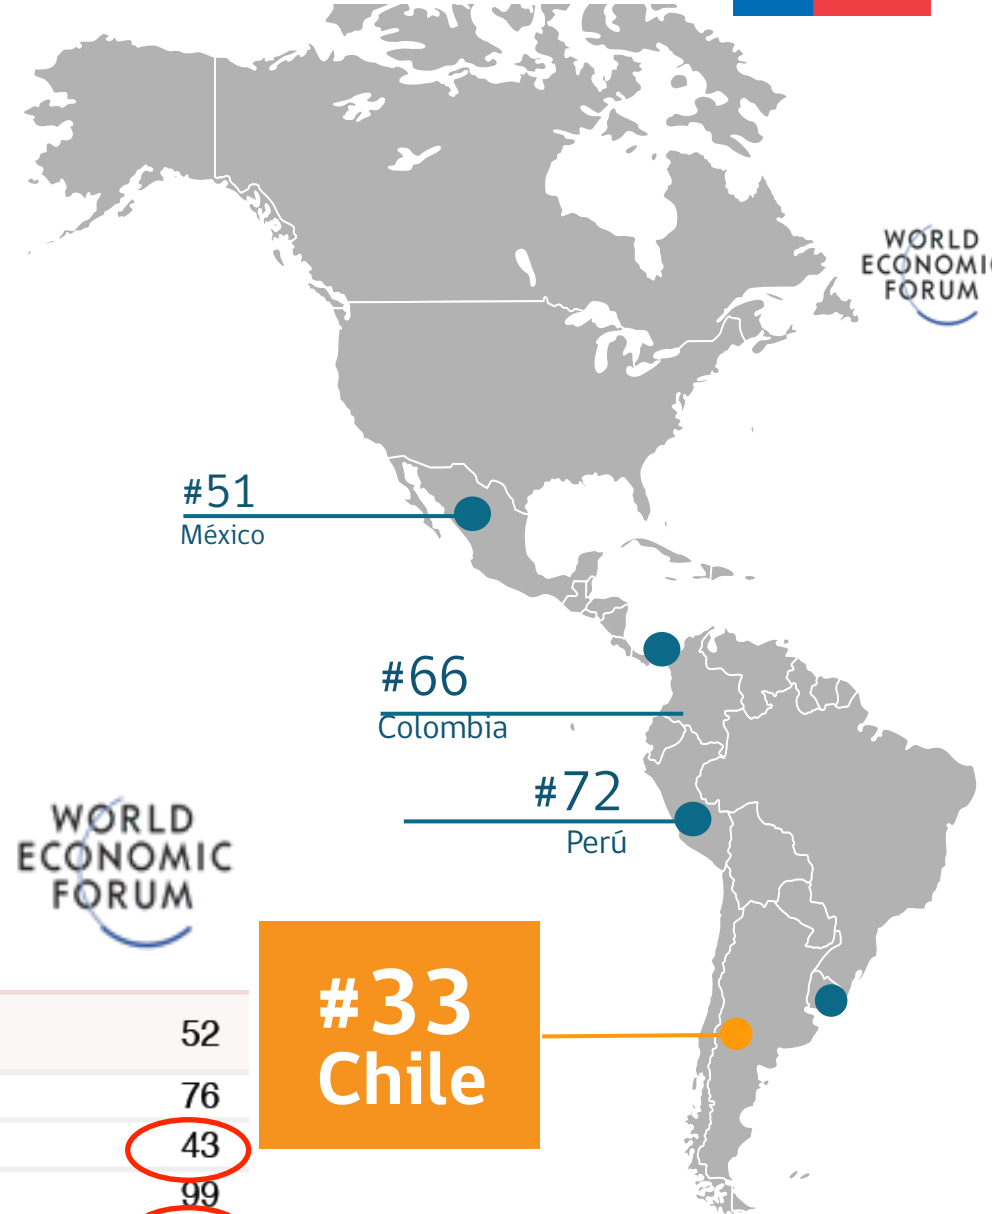 WORLD
ECONOMIC
FORUM
#51
México
#66
Colombia
#72
Perú
WORLD
ECONOMIC
FORUM
#33
Chile
52
76
43
99